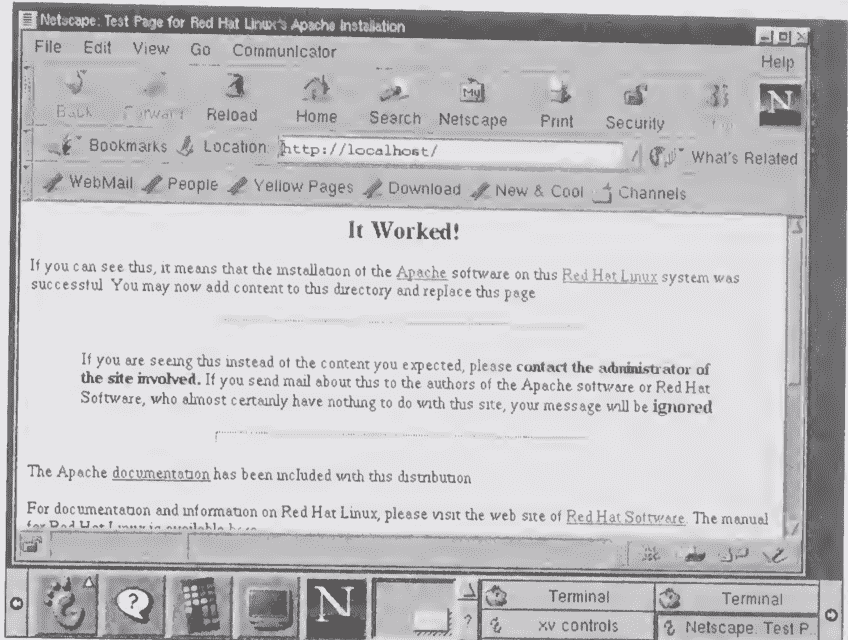 Netscape: Test Page for Red Hat Linux's Apache Installation
File Edit View Go Communicator
Help
Back Forward Reload Home Search Netscape Print Security
My
N
Bookmarks Location http://localhost/ What's Related
WebMail People Yellow Pages Download New & Cool Channels
It Worked!
If you can see this, it means that the installation of the Apache software on this Red Hat Linux system was
successful You may now add content to this directory and replace this page
If you are seeing this instead of the content you expected, please contact the administrator of
the site involved. If you send mail about this to the authors of the Apache software or Red Hat
Software, who almost certainly have nothing to do with this site, your message will be ignored
The Apache documentation has been included with this distribution
For documentation and information on Red Hat Linux, please visit the web site of Red Hat Software. The manual
for Red Hat Linux is available here
? N ? Terminal Terminal
xv controls Netscape. Test P.